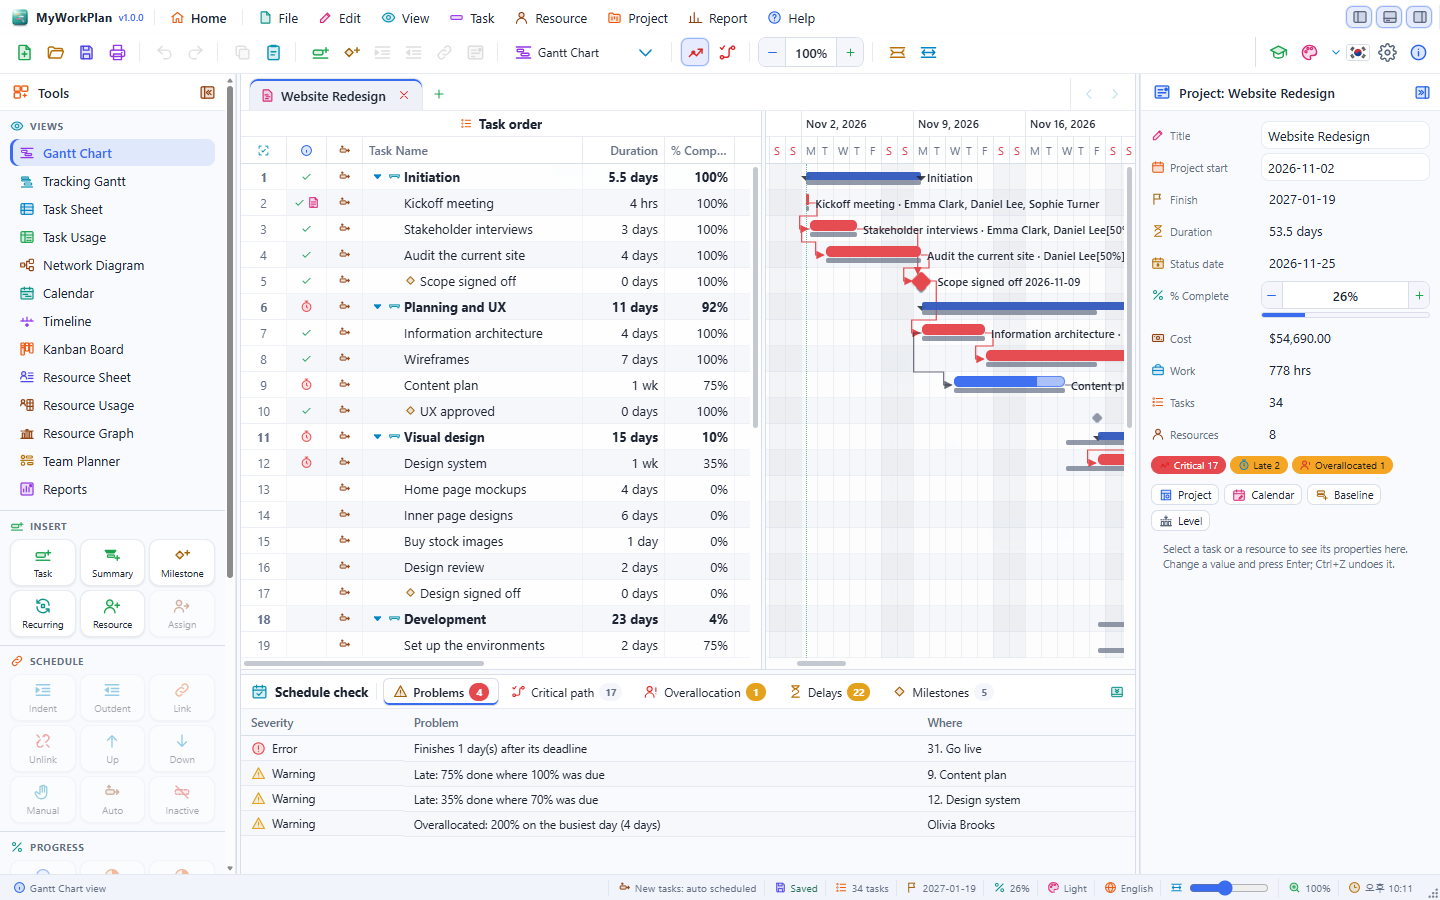 MyWorkPlan v1.0.0 Home File Edit View Task Resource Project Report Help
Gantt Chart 100%
Tools
VIEWS
Gantt Chart
Tracking Gantt
Task Sheet
Task Usage
Network Diagram
Calendar
Timeline
Kanban Board
Resource Sheet
Resource Usage
Resource Graph
Team Planner
Reports
INSERT
Task Summary Milestone
Recurring Resource Assign
SCHEDULE
Indent Outdent Link
Unlink Up Down
Manual Auto Inactive
PROGRESS
Website Redesign
Task order
Task Name Duration % Comp...
1 Initiation 5.5 days 100%
2 Kickoff meeting 4 hrs 100%
3 Stakeholder interviews 3 days 100%
4 Audit the current site 4 days 100%
5 Scope signed off 0 days 100%
6 Planning and UX 11 days 92%
7 Information architecture 4 days 100%
8 Wireframes 7 days 100%
9 Content plan 1 wk 75%
10 UX approved 0 days 100%
11 Visual design 15 days 10%
12 Design system 1 wk 35%
13 Home page mockups 4 days 0%
14 Inner page designs 6 days 0%
15 Buy stock images 1 day 0%
16 Design review 2 days 0%
17 Design signed off 0 days 0%
18 Development 23 days 4%
19 Set up the environments 2 days 75%
Nov 2, 2026 Nov 9, 2026 Nov 16, 2026
S S M T W T F S S M T W T F S S M T W T F S S
Initiation
Kickoff meeting · Emma Clark, Daniel Lee, Sophie Turner
Stakeholder interviews · Emma Clark, Daniel Lee[50%
Audit the current site · Daniel Lee[50%]
Scope signed off 2026-11-09
Information architecture ·
Content pl
Schedule check Problems 4 Critical path 17 Overallocation 1 Delays 22 Milestones 5
Severity Problem Where
Error Finishes 1 day(s) after its deadline 31. Go live
Warning Late: 75% done where 100% was due 9. Content plan
Warning Late: 35% done where 70% was due 12. Design system
Warning Overallocated: 200% on the busiest day (4 days) Olivia Brooks
Project: Website Redesign
Title Website Redesign
Project start 2026-11-02
Finish 2027-01-19
Duration 53.5 days
Status date 2026-11-25
% Complete 26%
Cost $54,690.00
Work 778 hrs
Tasks 34
Resources 8
Critical 17 Late 2 Overallocated 1
Project Calendar Baseline
Level
Select a task or a resource to see its properties here.
Change a value and press Enter; Ctrl+Z undoes it.
Gantt Chart view New tasks: auto scheduled Saved 34 tasks 2027-01-19 26% Light English 100% 오후 10:11